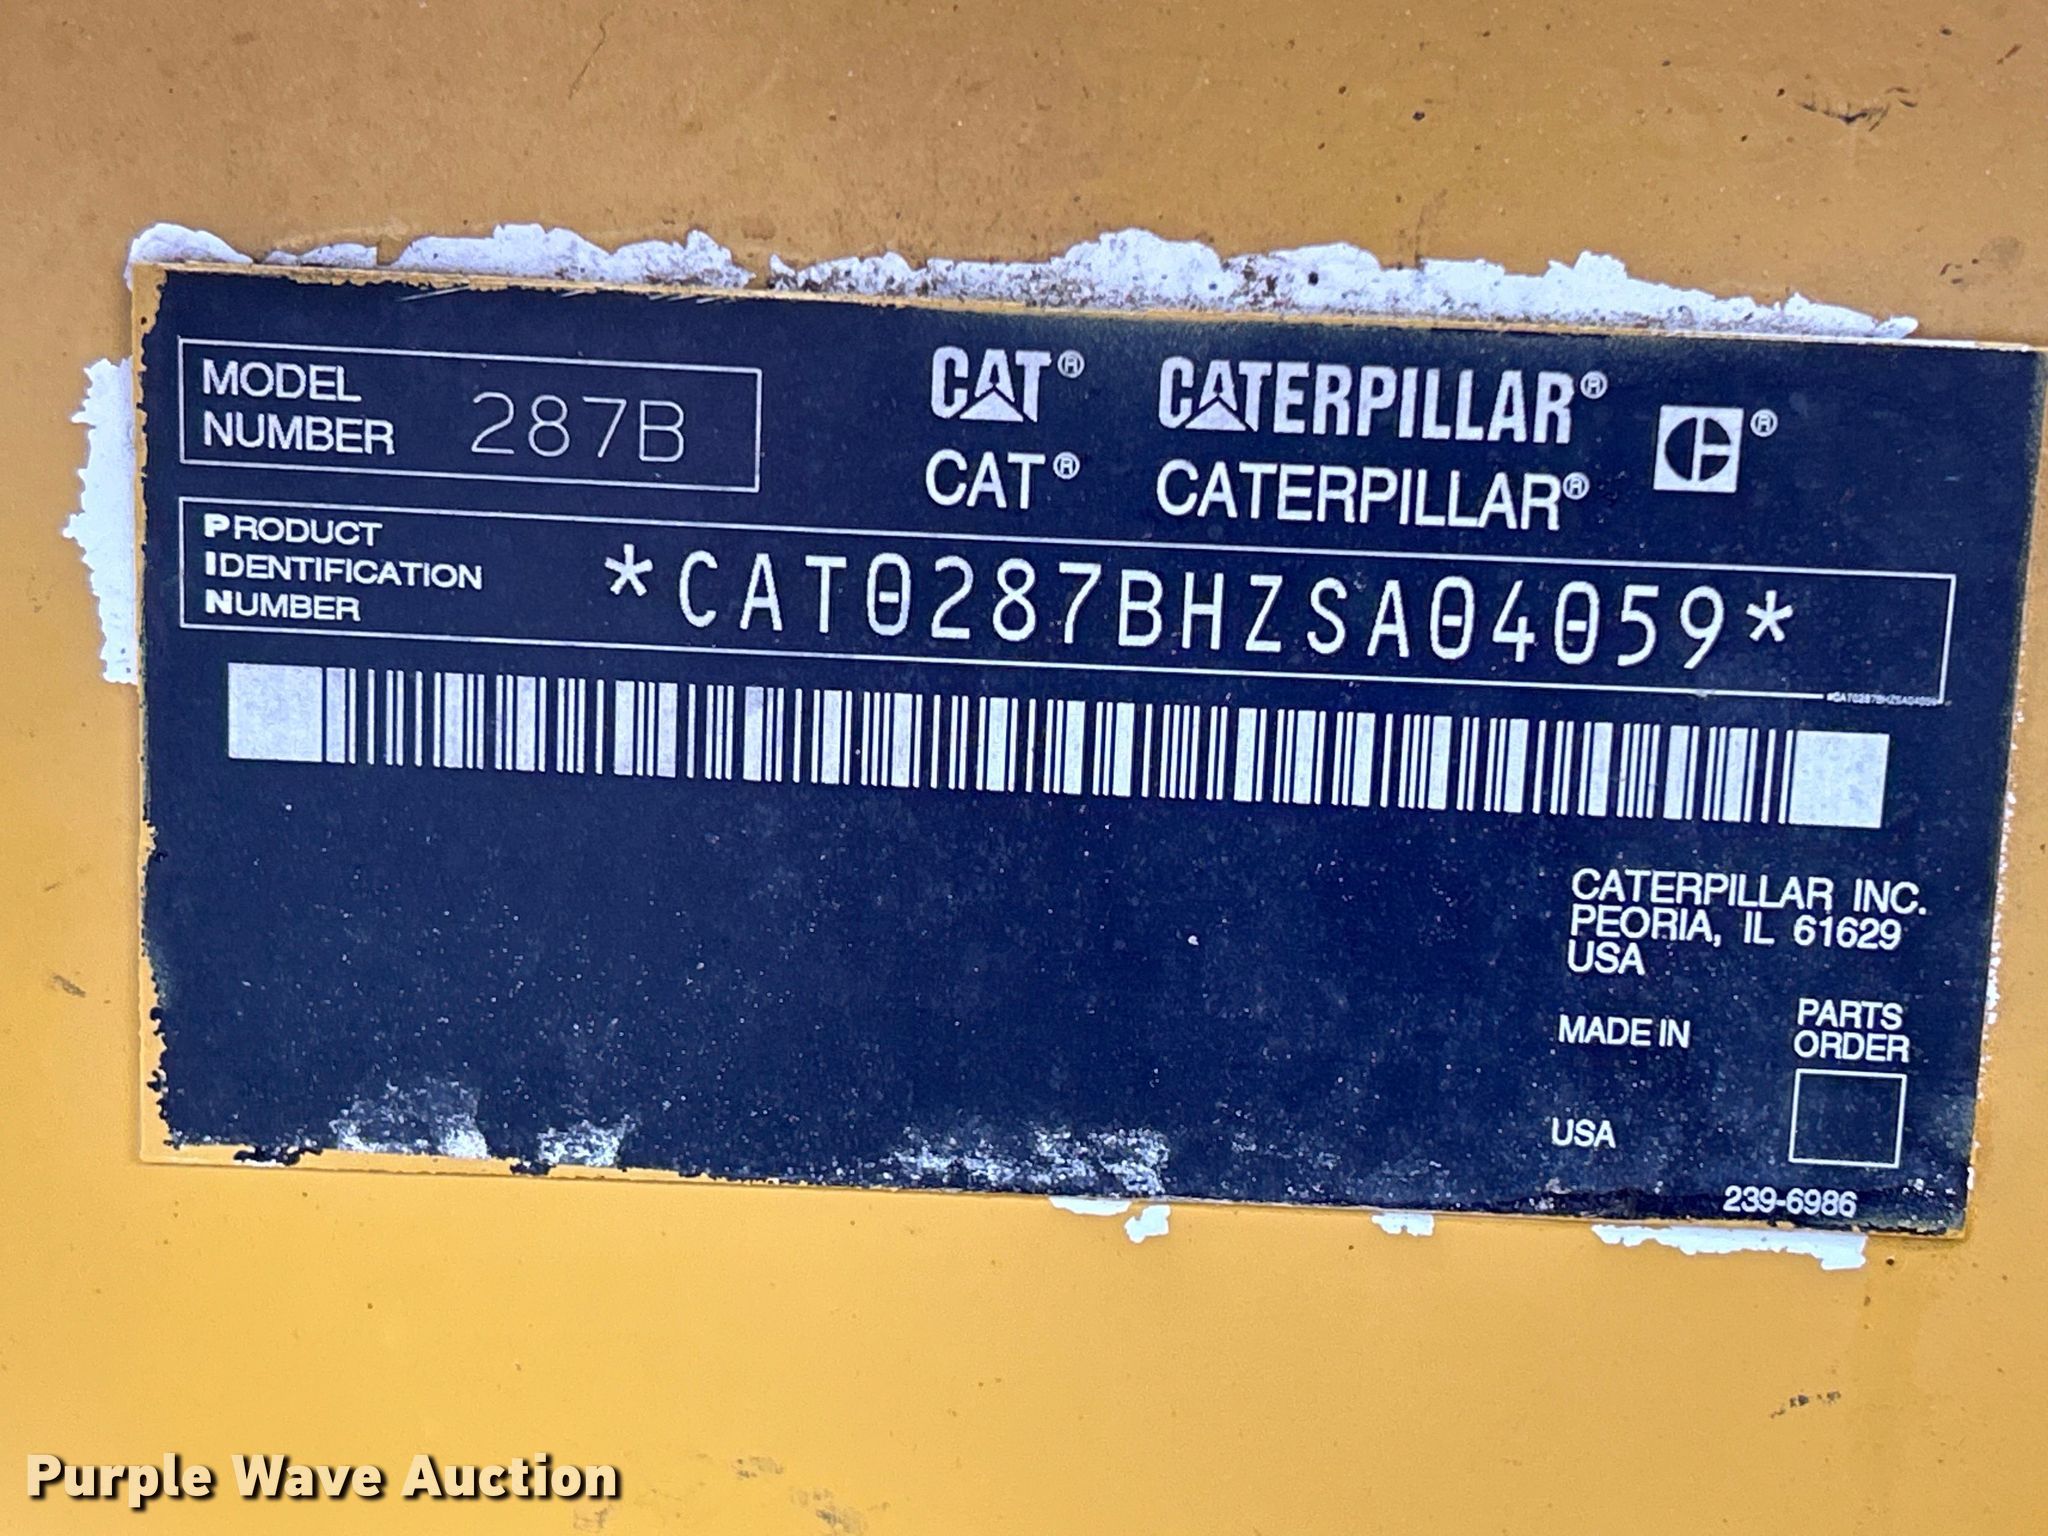 MODEL
NUMBER 287B
CAT® CATERPILLAR® ®
CAT® CATERPILLAR®
PRODUCT
IDENTIFICATION
NUMBER
*CAT0287BHZSA04059*
*CAT0287BHZSA04059*
CATERPILLAR INC.
PEORIA, IL 61629
USA
MADE IN
USA
PARTS
ORDER
239-6986
Purple Wave Auction